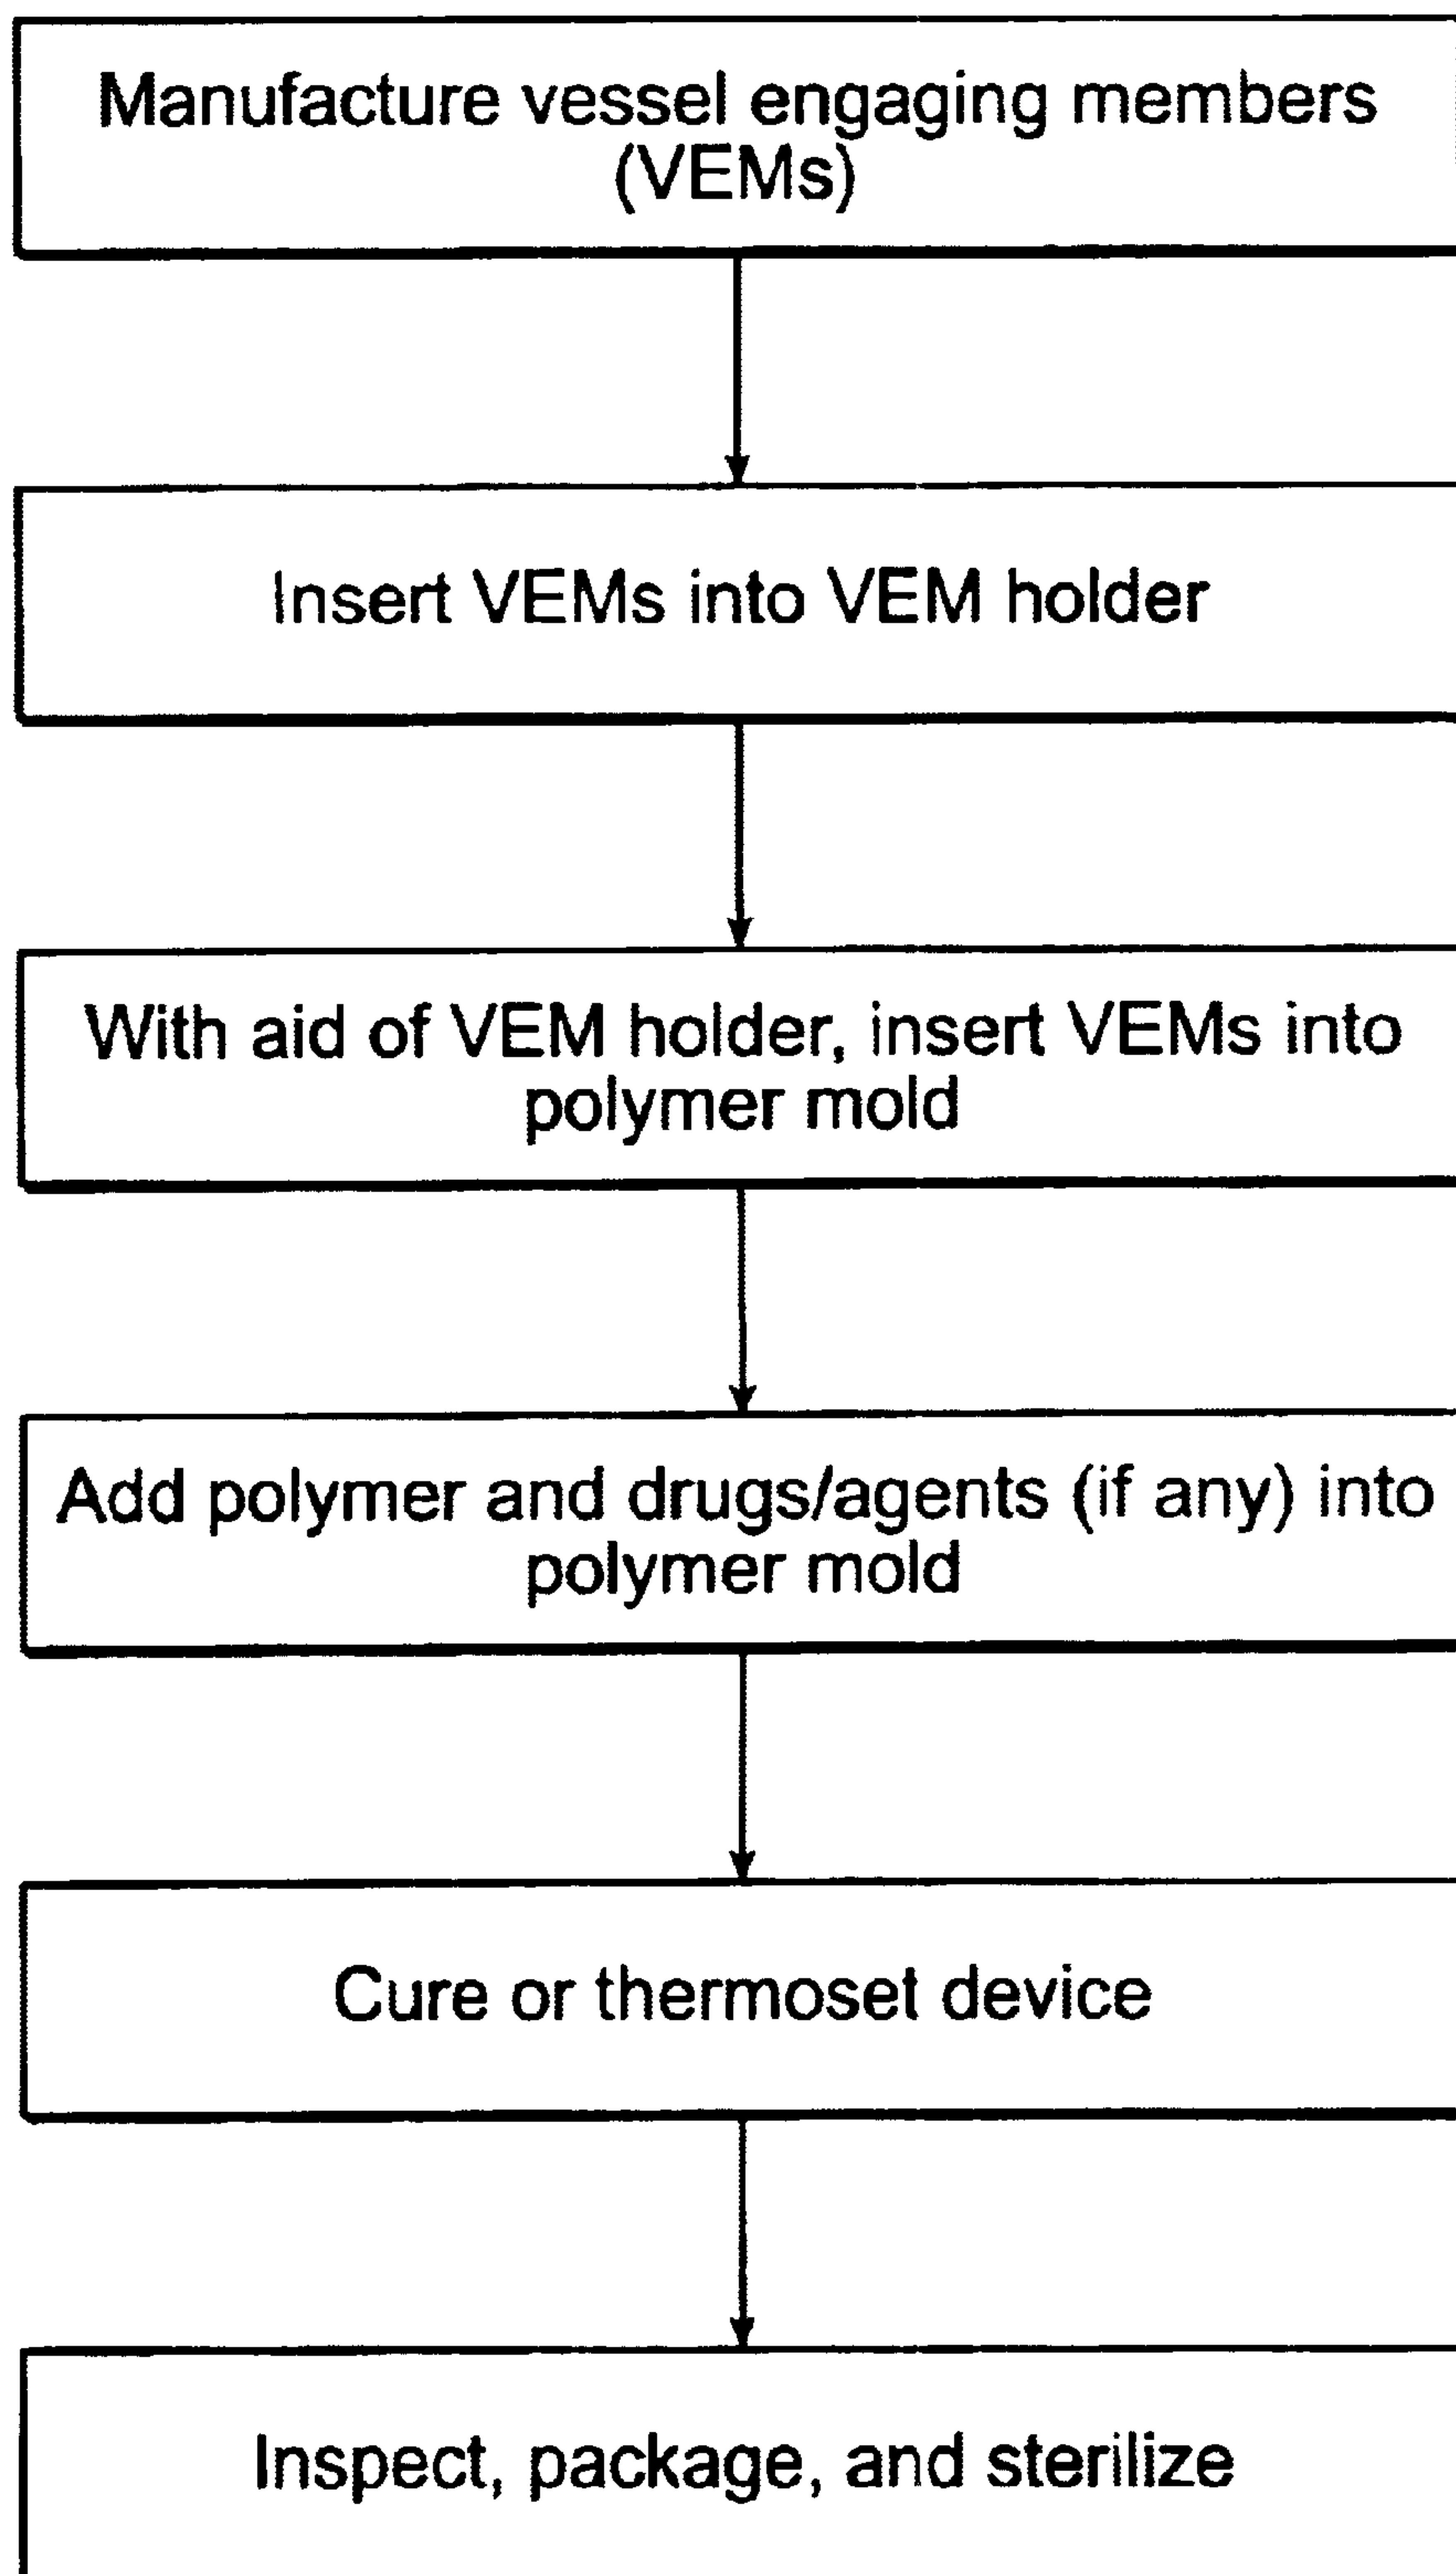 Manufacture vessel engaging members
(VEMs)
Insert VEMs into VEM holder
With aid of VEM holder, insert VEMs into
polymer mold
Add polymer and drugs/agents (if any) into
polymer mold
Cure or thermoset device
Inspect, package, and sterilize